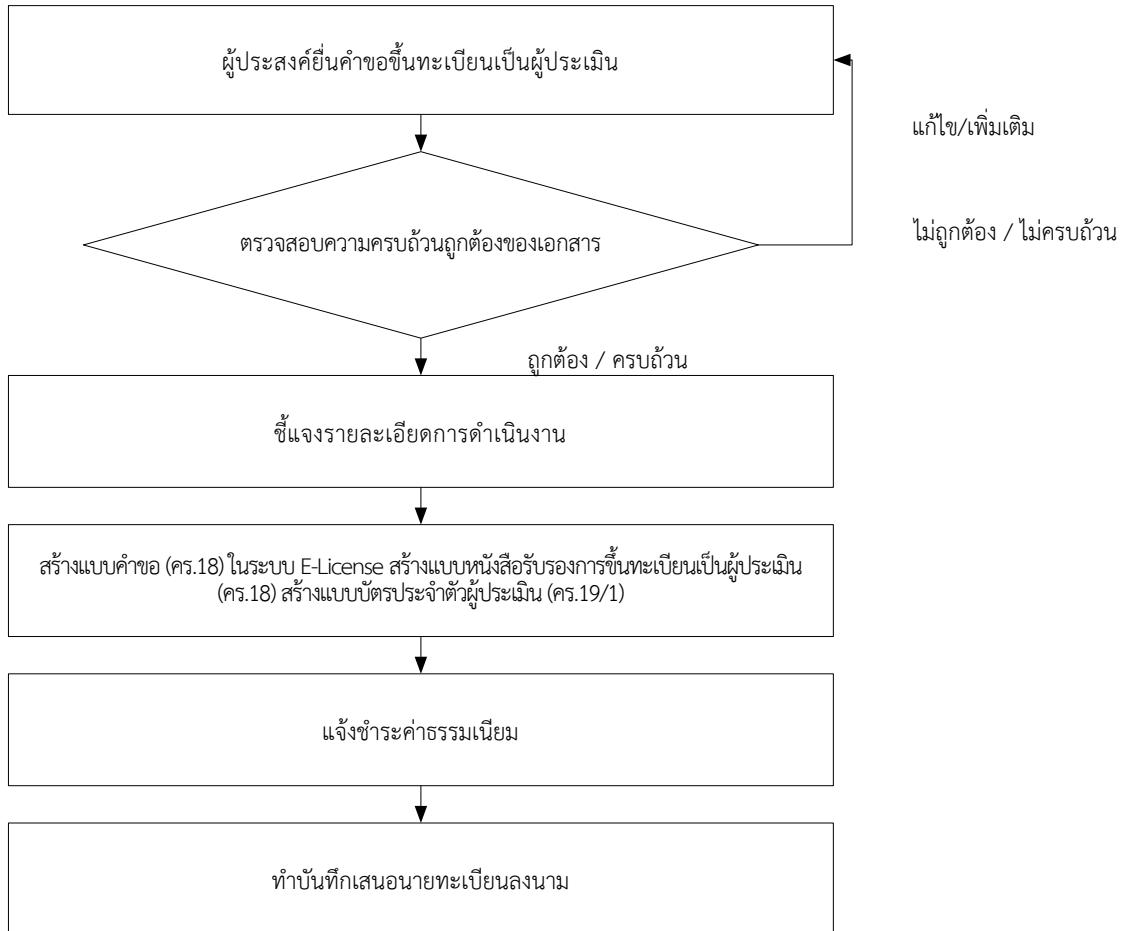 ผู้ประสงค์ยื่นคำขอขึ้นทะเบียนเป็นผู้ประเมิน
แก้ไข/เพิ่มเติม
ตรวจสอบความครบถ้วนถูกต้องของเอกสาร
ไม่ถูกต้อง / ไม่ครบถ้วน
ถูกต้อง / ครบถ้วน
ชี้แจงรายละเอียดการดำเนินงาน
สร้างแบบคำขอ (คร.18) ในระบบ E-License สร้างแบบหนังสือรับรองการขึ้นทะเบียนเป็นผู้ประเมิน
(คร.18) สร้างแบบบัตรประจำตัวผู้ประเมิน (คร.19/1)
แจ้งชำระค่าธรรมเนียม
ทำบันทึกเสนอนายทะเบียนลงนาม